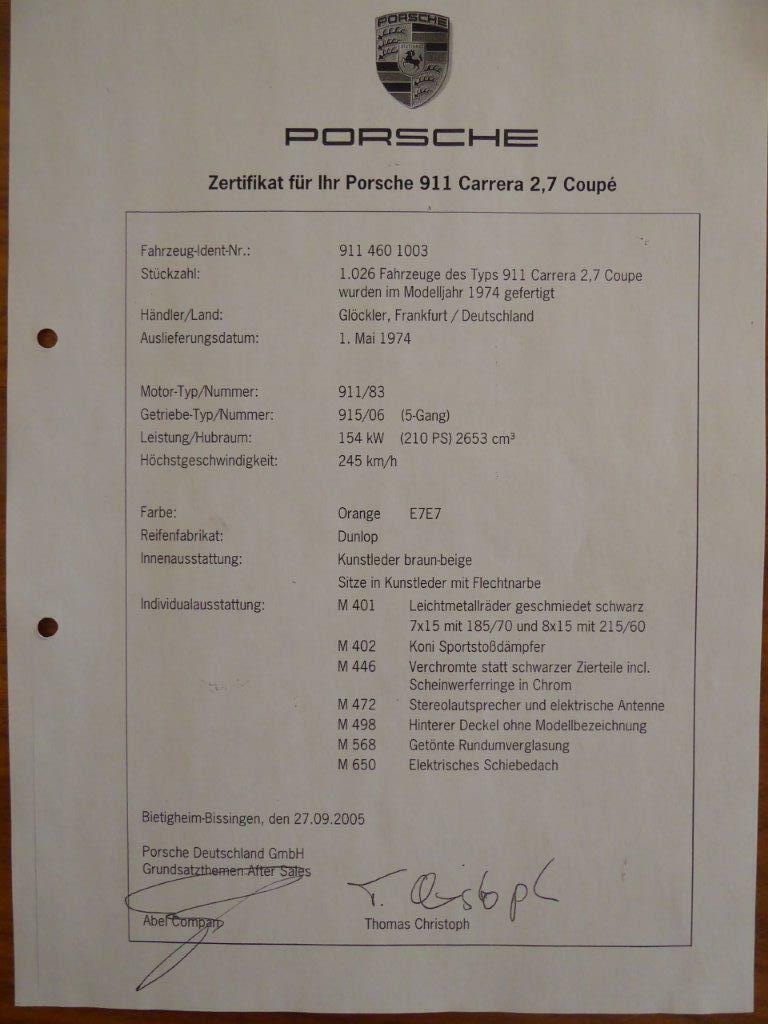 PORSCHE
PORSCHE
Zertifikat für Ihr Porsche 911 Carrera 2,7 Coupé
Fahrzeug-Ident-Nr.: 911 460 1003
Stückzahl: 1.026 Fahrzeuge des Typs 911 Carrera 2,7 Coupe
wurden im Modelljahr 1974 gefertigt
Händler/Land: Glöckler, Frankfurt / Deutschland
Auslieferungsdatum: 1. Mai 1974
Motor-Typ/Nummer: 911/83
Getriebe-Typ/Nummer: 915/06 (5-Gang)
Leistung/Hubraum: 154 kW (210 PS) 2653 cm³
Höchstgeschwindigkeit: 245 km/h
Farbe: Orange E7E7
Reifenfabrikat: Dunlop
Innenausstattung: Kunstleder braun-beige
Sitze in Kunstleder mit Flechtnarbe
Individualausstattung: M 401 Leichtmetallräder geschmiedet schwarz
7x15 mit 185/70 und 8x15 mit 215/60
M 402 Koni Sportstoßdämpfer
M 446 Verchromte statt schwarzer Zierteile incl.
Scheinwerferringe in Chrom
M 472 Stereolautsprecher und elektrische Antenne
M 498 Hinterer Deckel ohne Modellbezeichnung
M 568 Getönte Rundumverglasung
M 650 Elektrisches Schiebedach
Bietigheim-Bissingen, den 27.09.2005
Porsche Deutschland GmbH
Grundsatzthemen After Sales
T. Christoph
Abel Compan
Thomas Christoph